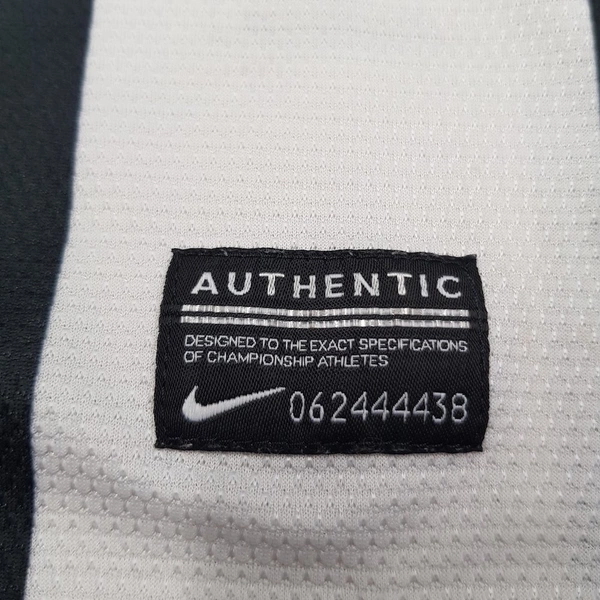 AUTHENTIC
DESIGNED TO THE EXACT SPECIFICATIONS
OF CHAMPIONSHIP ATHLETES
062444438